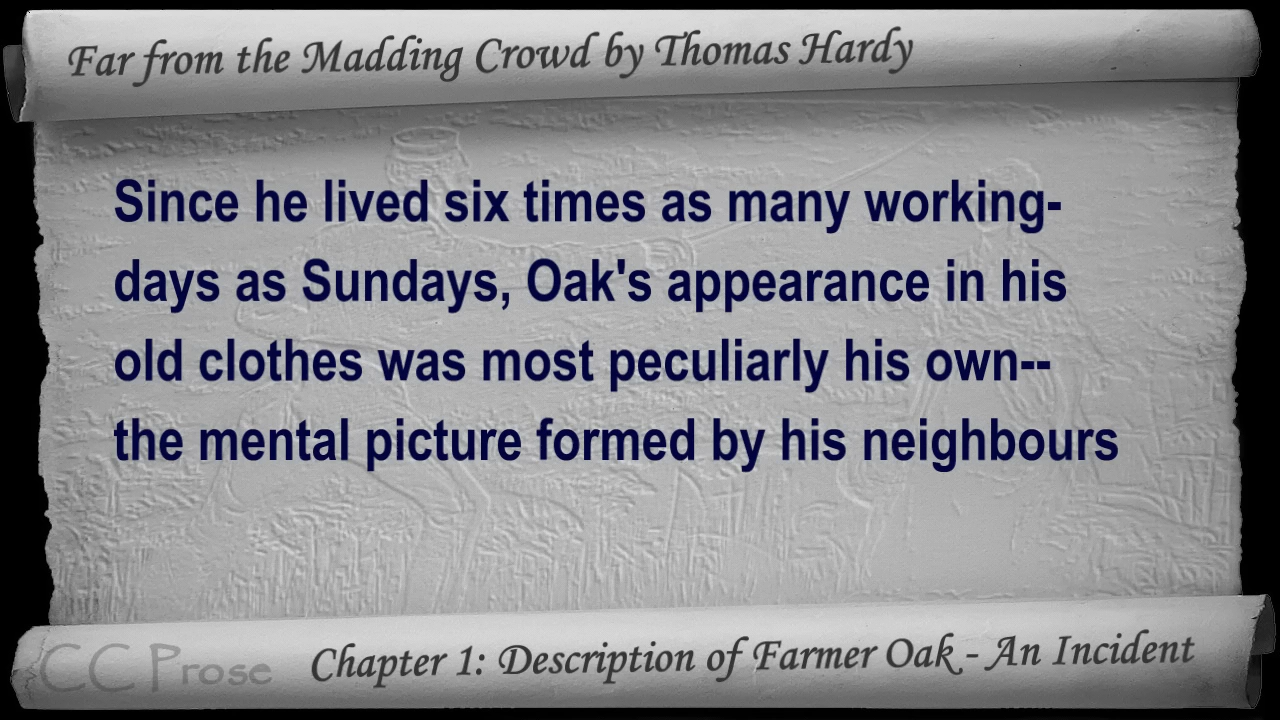 Far from the Madding Crowd by Thomas Hardy
Since he lived six times as many working-
days as Sundays, Oak's appearance in his
old clothes was most peculiarly his own--
the mental picture formed by his neighbours
CC Prose
Chapter 1: Description of Farmer Oak - An Incident